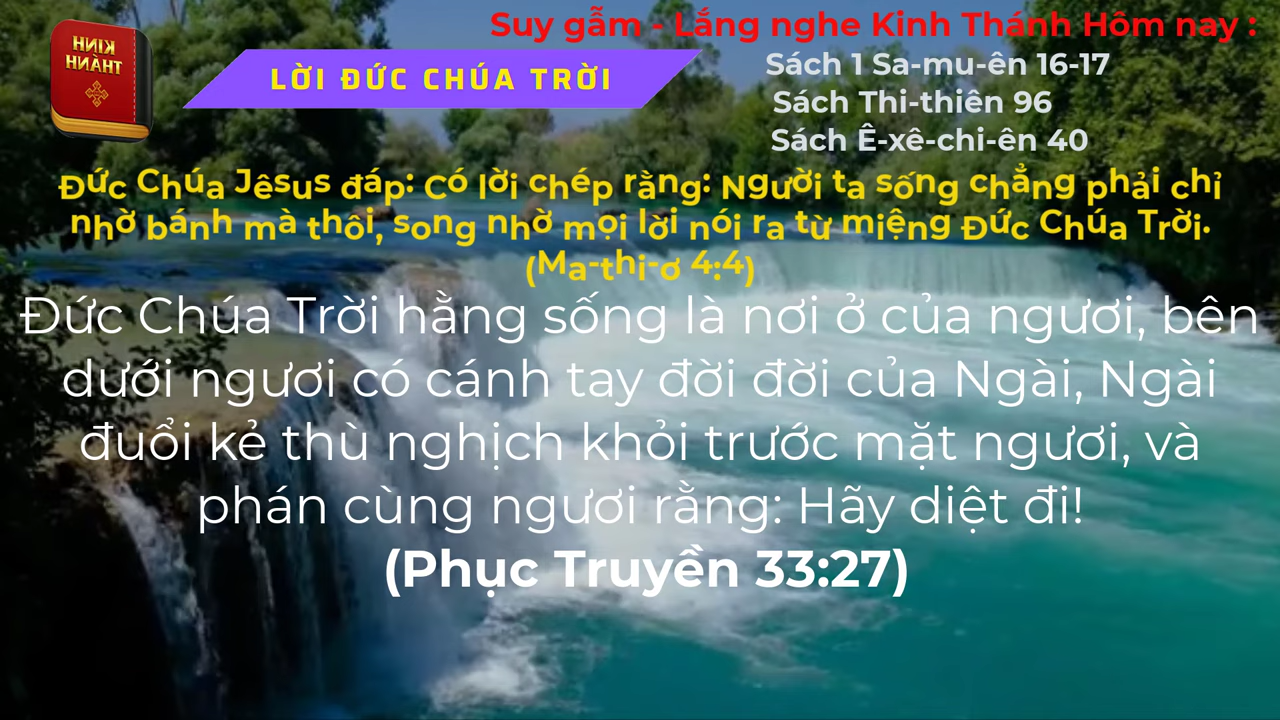 Suy gẫm - Lắng nghe Kinh Thánh Hôm nay :
KINH
THÀNH
LỜI ĐỨC CHÚA TRỜI
Sách 1 Sa-mu-ên 16-17
Sách Thi-thiên 96
Sách Ê-xê-chi-ên 40
Đức Chúa Jêsus đáp: Có lời chép rằng: Người ta sống chẳng phải chỉ
nhờ bánh mà thôi, song nhờ mọi lời nói ra từ miệng Đức Chúa Trời.
(Ma-thi-ơ 4:4)
Đức Chúa Trời hằng sống là nơi ở của ngươi, bên
dưới ngươi có cánh tay đời đời của Ngài, Ngài
đuổi kẻ thù nghịch khỏi trước mặt ngươi, và
phán cùng ngươi rằng: Hãy diệt đi!
(Phục Truyền 33:27)